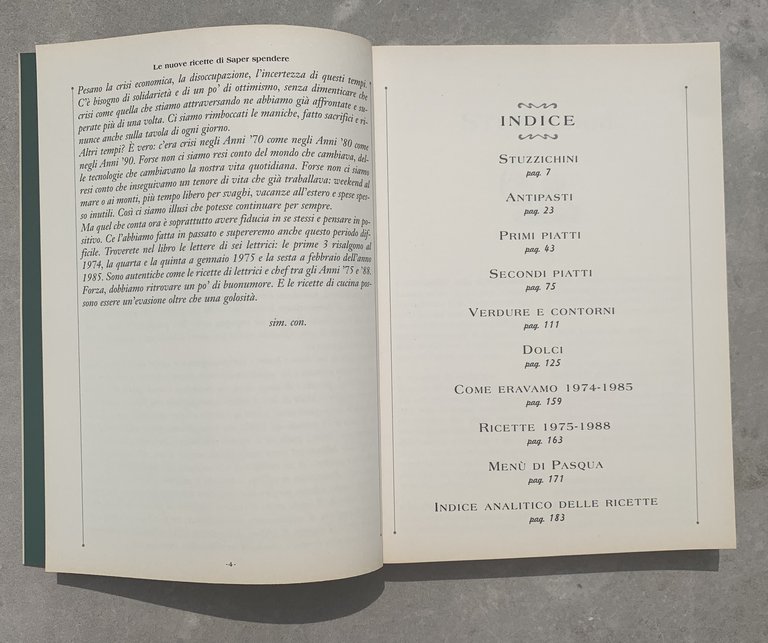 Le nuove ricette di Saper spendere
Pesano la crisi economica, la disoccupazione, l'incertezza di questi tempi.
C'è bisogno di solidarietà e di un po' di ottimismo, senza dimenticare che
crisi come quella che stiamo attraversando ne abbiamo già affrontate e su-
perate più di una volta. Ci siamo rimboccati le maniche, fatto sacrifici e ri-
nunce anche sulla tavola di ogni giorno.
Altri tempi? È vero: c'era crisi negli Anni '70 come negli Anni '80 come
negli Anni '90. Forse non ci siamo resi conto del mondo che cambiava, del-
le tecnologie che cambiavano la nostra vita quotidiana. Forse non ci siamo
resi conto che inseguivamo un tenore di vita che già traballava: weekend al
mare o ai monti, più tempo libero per svaghi, vacanze all'estero e spese spes-
so inutili. Così ci siamo illusi che potesse continuare per sempre.
Ma quel che conta ora è soprattutto avere fiducia in se stessi e pensare in po-
sitivo. Ce l'abbiamo fatta in passato e supereremo anche questo periodo dif-
ficile. Troverete nel libro le lettere di sei lettrici: le prime 3 risalgono al
1974, la quarta e la quinta a gennaio 1975 e la sesta a febbraio dell'anno
1985. Sono autentiche come le ricette di lettrici e chef tra gli Anni '75 e '88.
Forza, dobbiamo ritrovare un po' di buonumore. E le ricette di cucina pos-
sono essere un'evasione oltre che una golosità.
sim. con.
-4-
INDICE
STUZZICHINI
pag. 7
ANTIPASTI
pag. 23
PRIMI PIATTI
pag. 43
SECONDI PIATTI
pag. 75
VERDURE E CONTORNI
pag. 111
DOLCI
pag. 125
COME ERAVAMO 1974-1985
pag. 159
RICETTE 1975-1988
pag. 163
MENÙ DI PASQUA
pag. 171
INDICE ANALITICO DELLE RICETTE
pag. 183